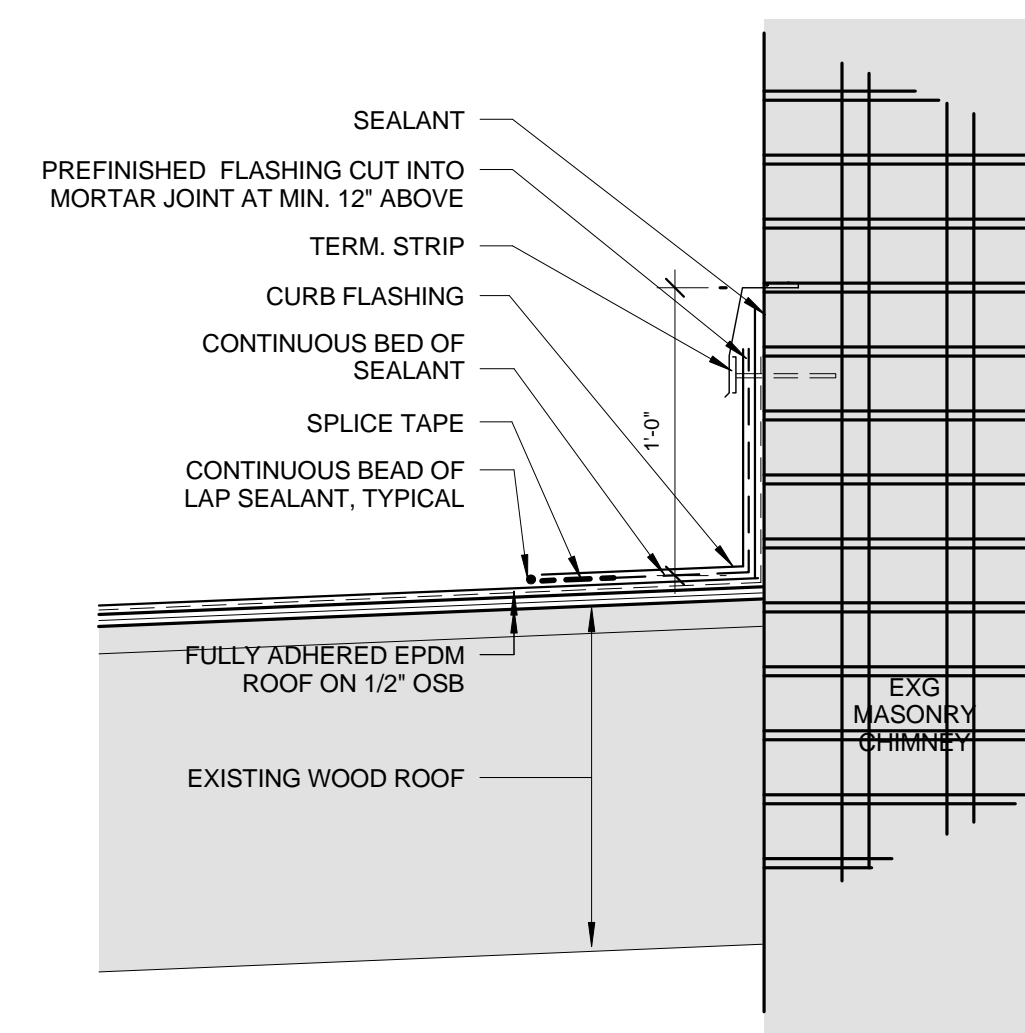 SEALANT
PREFINISHED FLASHING CUT INTO
MORTAR JOINT AT MIN. 12" ABOVE
TERM. STRIP
CURB FLASHING
CONTINUOUS BED OF
SEALANT
SPLICE TAPE
CONTINUOUS BEAD OF
LAP SEALANT, TYPICAL
1'-0"
FULLY ADHERED EPDM
ROOF ON 1/2" OSB
EXG
MASONRY
CHIMNEY
EXISTING WOOD ROOF